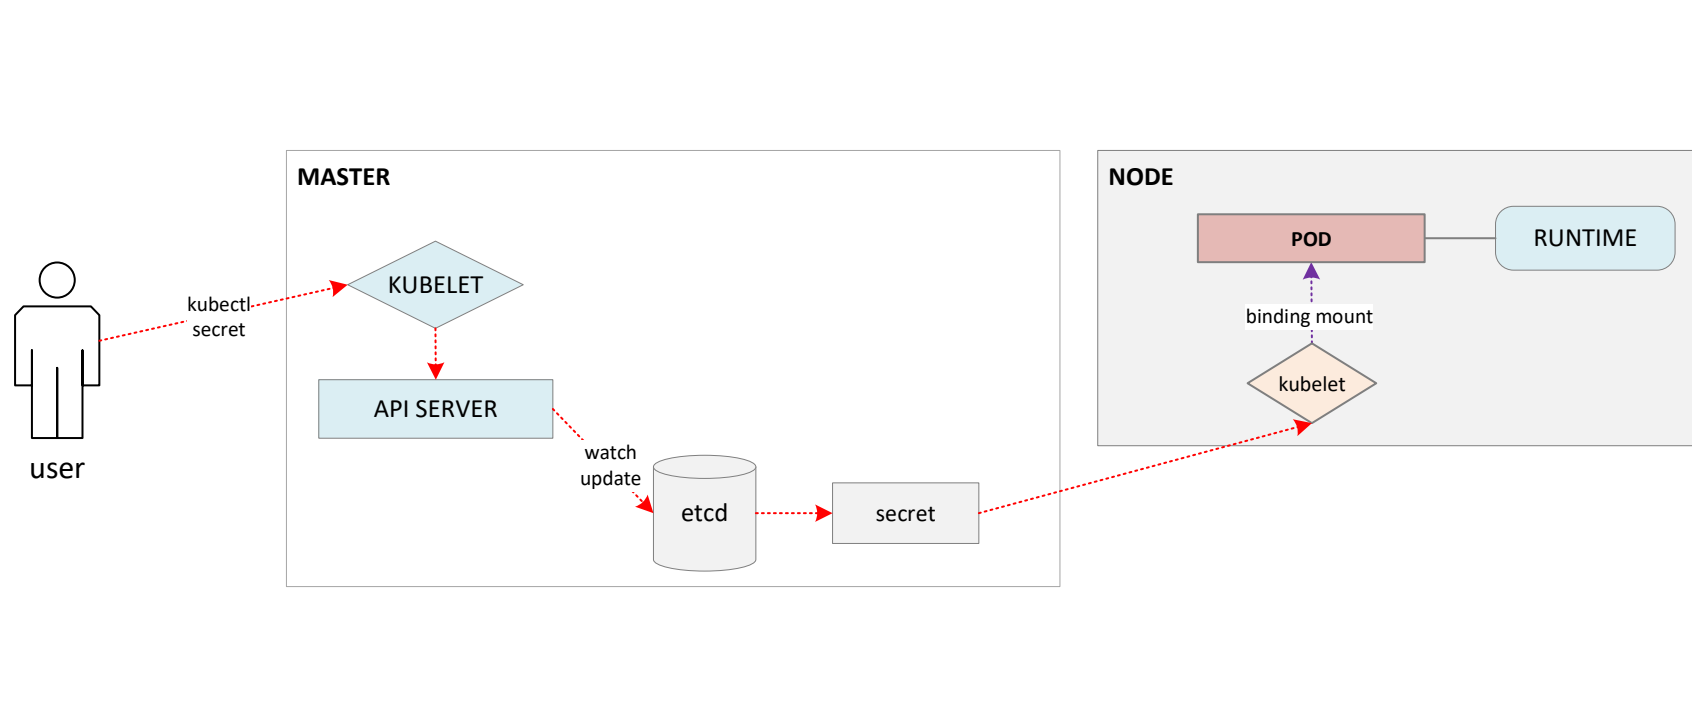 MASTER
NODE
POD
RUNTIME
KUBELET
kubectl
secret
binding mount
kubelet
API SERVER
watch
update
user
etcd
secret